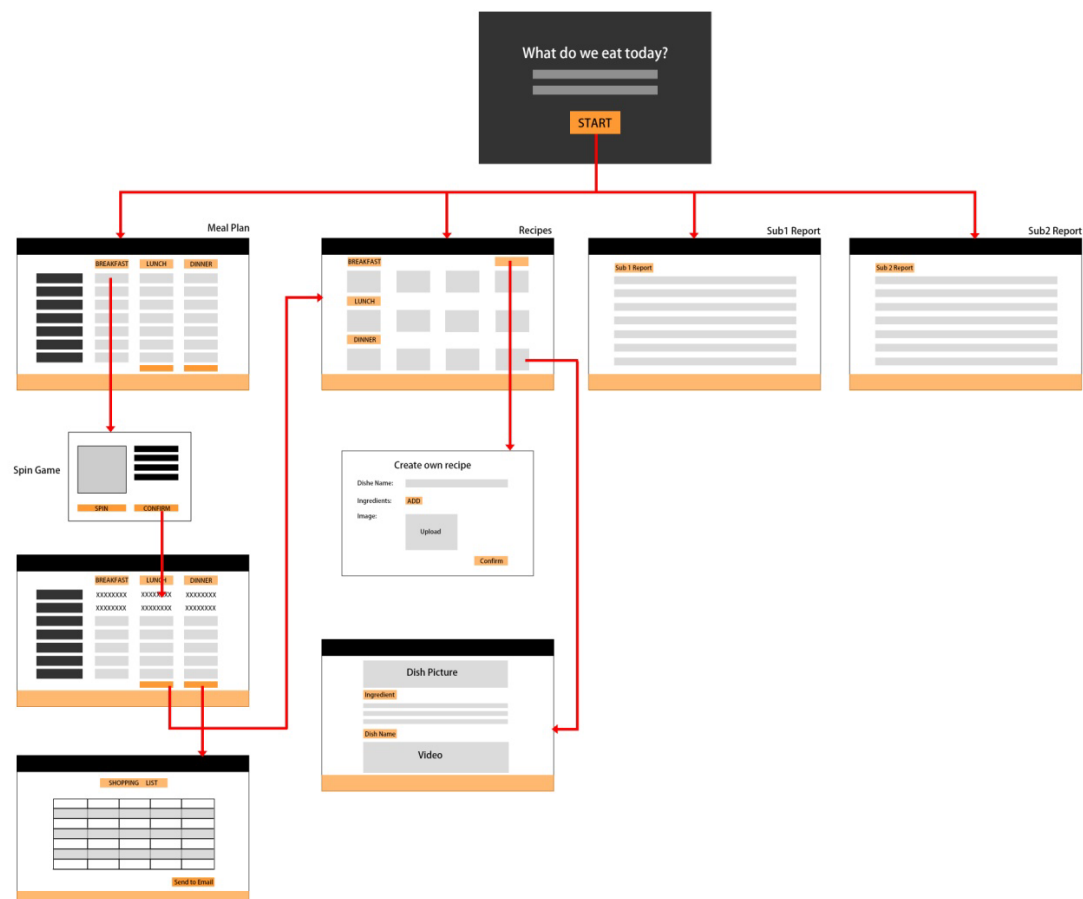 What do we eat today?
START
Meal Plan
BREAKFAST LUNCH DINNER
Recipes
BREAKFAST
LUNCH
DINNER
Sub1 Report
Sub 1 Report
Sub2 Report
Sub 2 Report
Spin Game
SPIN CONFIRM
Create own recipe
Dishe Name:
Ingredients: ADD
Image:
Upload
Confirm
BREAKFAST LUNCH DINNER
XXXXXXXX XXXXXXXX XXXXXXXX
XXXXXXXX XXXXXXXX XXXXXXXX
Dish Picture
Ingredient
Dish Name
Video
SHOPPING LIST
Send to Email